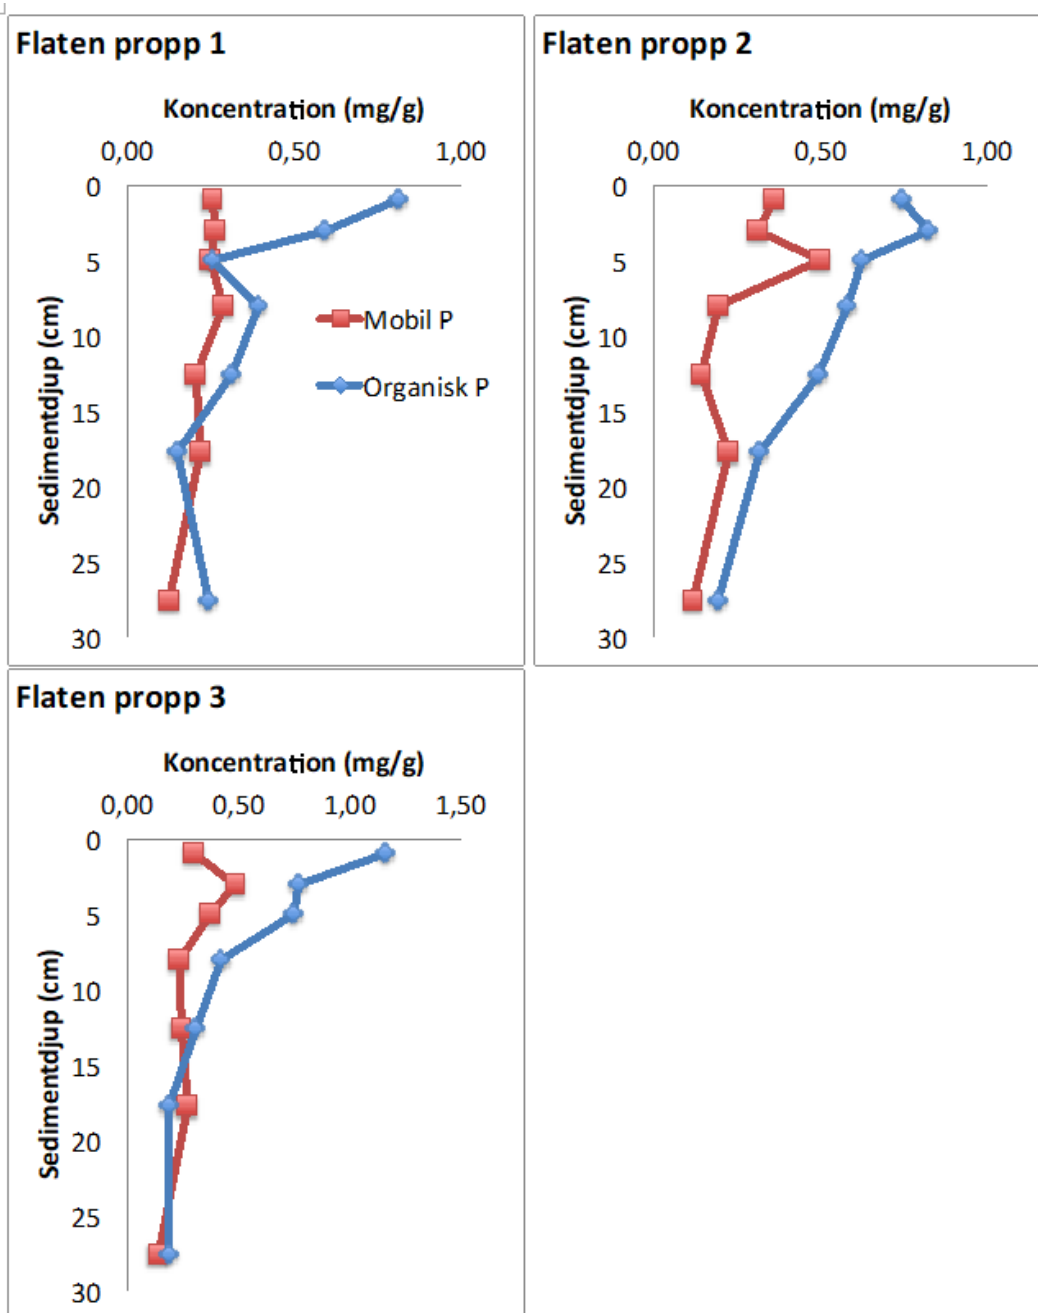 Flaten propp 1
Koncentration (mg/g)
0,00 0,50 1,00
0
5
10
15
20
25
30
Sedimentdjup (cm)
Mobil P
Organisk P
Flaten propp 2
Koncentration (mg/g)
0,00 0,50 1,00
0
5
10
15
20
25
30
Sedimentdjup (cm)
Flaten propp 3
Koncentration (mg/g)
0,00 0,50 1,00 1,50
0
5
10
15
20
25
30
Sedimentdjup (cm)